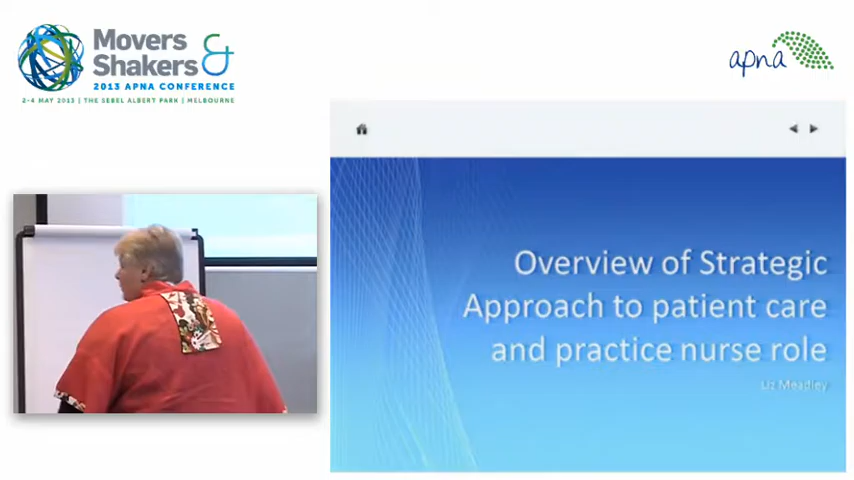 Movers
Shakers &
2013 APNA CONFERENCE
2-4 MAY 2013 | THE SEBEL ALBERT PARK | MELBOURNE
apna
Overview of Strategic
Approach to patient care
and practice nurse role
Liz Meadley